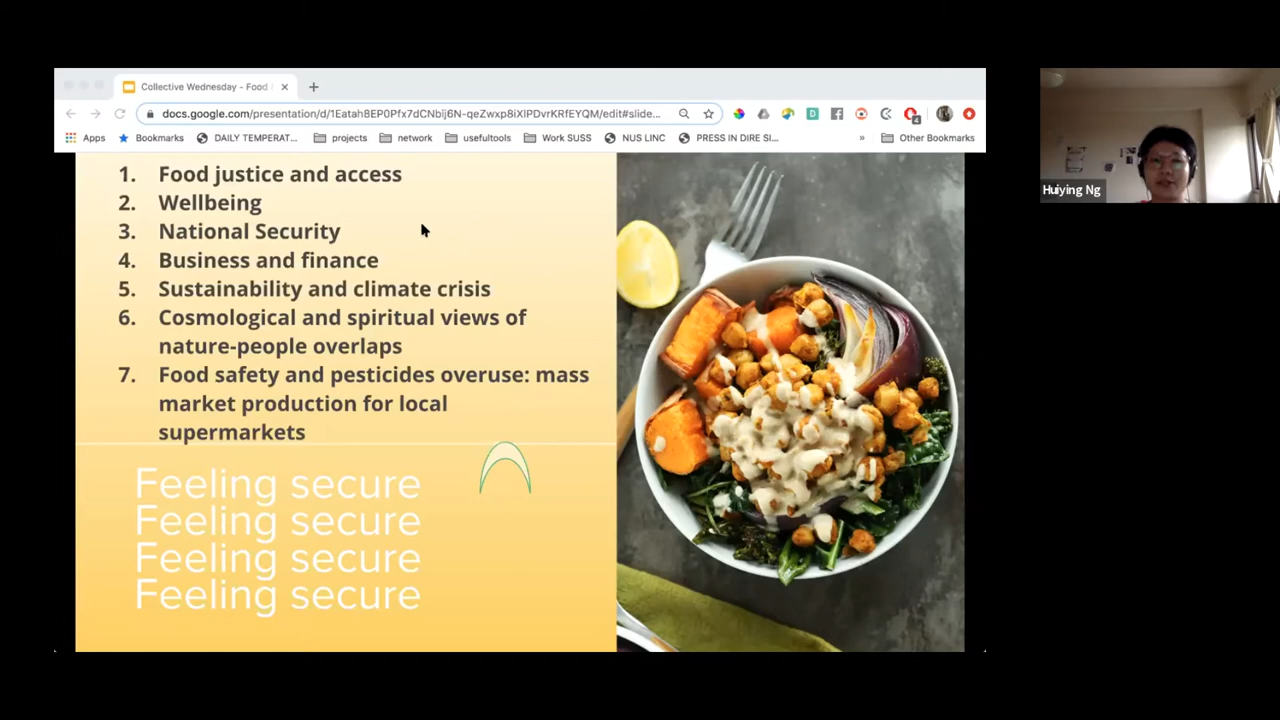 Collective Wednesday - Food
docs.google.com/presentation/d/1Eatah8EP0Pfx7dCNbij6N-qeZwxp8iXlPDvrKRfEYQM/edit#slide...
Apps
Bookmarks
DAILY TEMPERAT...
projects
network
usefultools
Work SUSS
NUS LINC
PRESS IN DIRE SI...
»
Other Bookmarks
1. Food justice and access
2. Wellbeing
3. National Security
4. Business and finance
5. Sustainability and climate crisis
6. Cosmological and spiritual views of
nature-people overlaps
7. Food safety and pesticides overuse: mass
market production for local
supermarkets
Feeling secure
Feeling secure
Feeling secure
Feeling secure
Huiying Ng